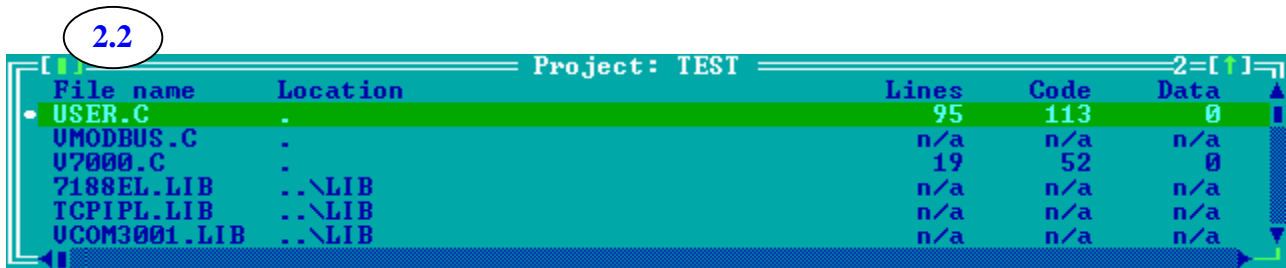 2.2
[▮] Project: TEST 2=[↑]
File name Location Lines Code Data
• USER.C . 95 113 0
VMODBUS.C . n/a n/a n/a
V7000.C . 19 52 0
7188EL.LIB ..\LIB n/a n/a n/a
TCPIPL.LIB ..\LIB n/a n/a n/a
VCOM3001.LIB ..\LIB n/a n/a n/a